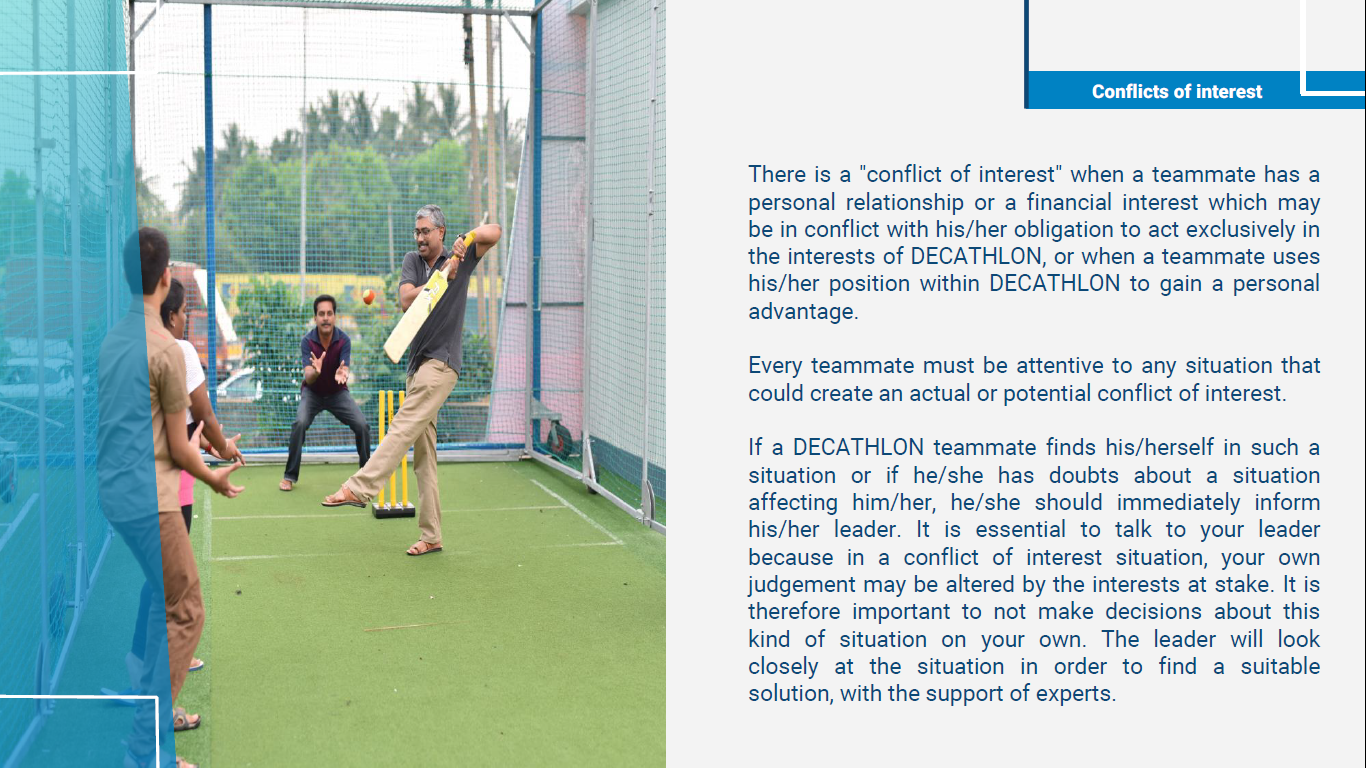 Conflicts of interest
There is a "conflict of interest" when a teammate has a
personal relationship or a financial interest which may
be in conflict with his/her obligation to act exclusively in
the interests of DECATHLON, or when a teammate uses
his/her position within DECATHLON to gain a personal
advantage.
Every teammate must be attentive to any situation that
could create an actual or potential conflict of interest.
If a DECATHLON teammate finds his/herself in such a
situation or if he/she has doubts about a situation
affecting him/her, he/she should immediately inform
his/her leader. It is essential to talk to your leader
because in a conflict of interest situation, your own
judgement may be altered by the interests at stake. It is
therefore important to not make decisions about this
kind of situation on your own. The leader will look
closely at the situation in order to find a suitable
solution, with the support of experts.